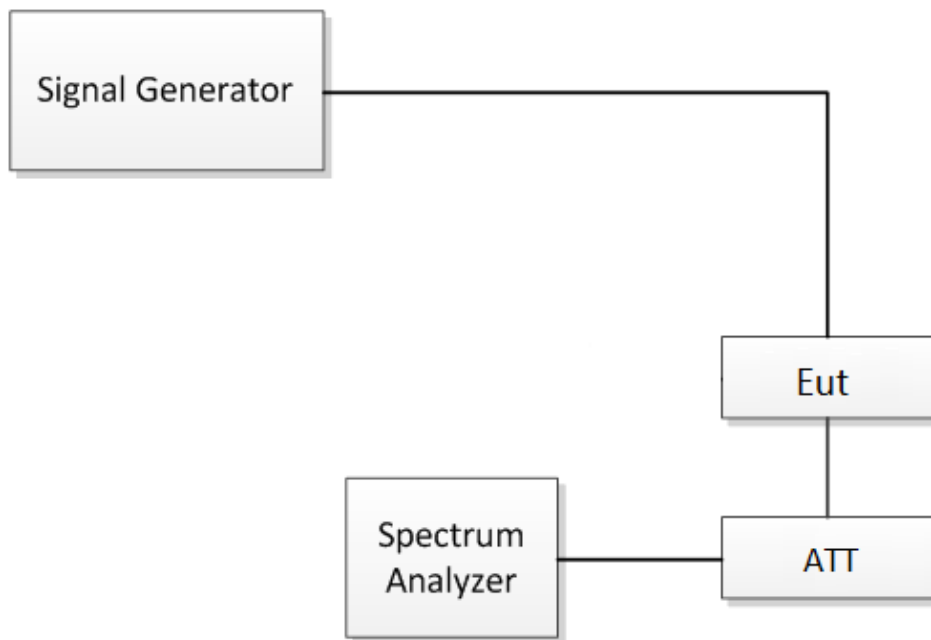 Signal Generator
Eut
Spectrum
Analyzer
ATT